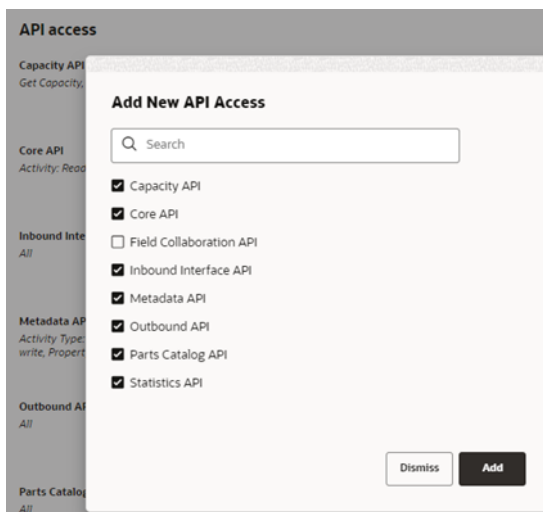 API access
Capacity API
Get Capacity,
Core API
Activity: Read
Inbound Inte
All
Metadata AP
Activity Type:
write, Propert
Outbound AP
All
Parts Catalog
All
Add New API Access
Search
Capacity API
Core API
Field Collaboration API
Inbound Interface API
Metadata API
Outbound API
Parts Catalog API
Statistics API
Dismiss
Add